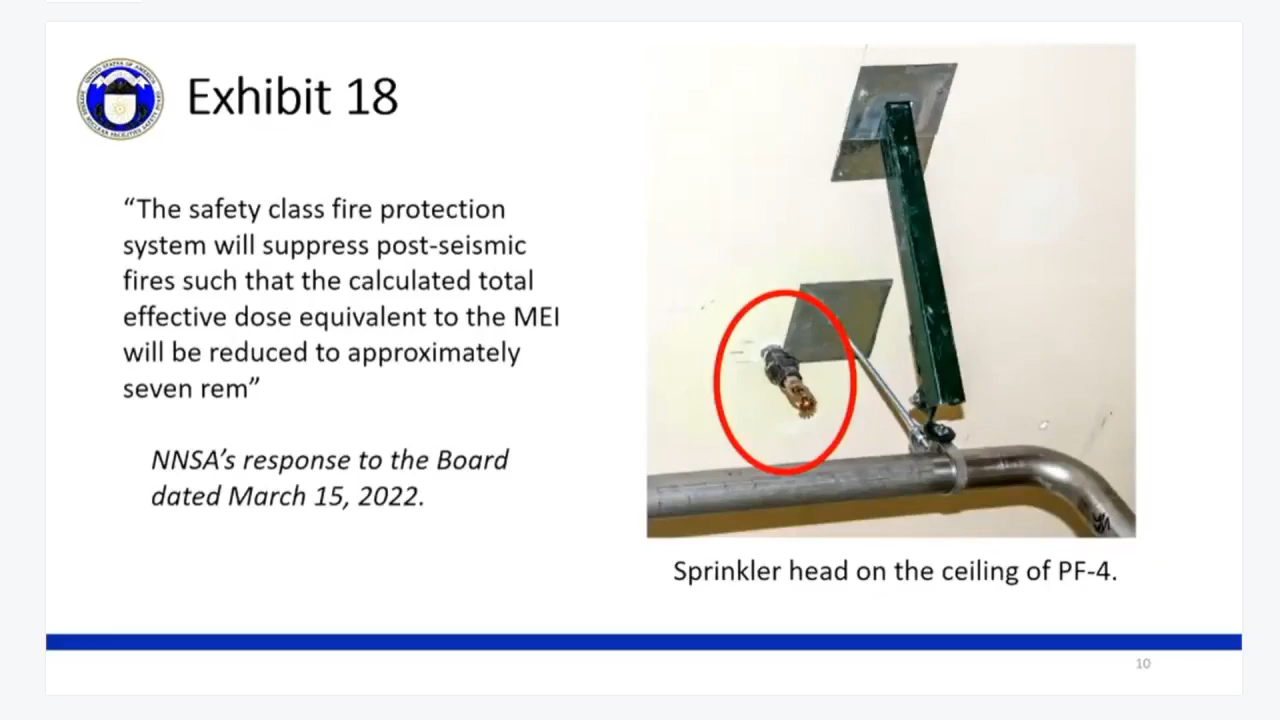 Exhibit 18
“The safety class fire protection
system will suppress post-seismic
fires such that the calculated total
effective dose equivalent to the MEI
will be reduced to approximately
seven rem”
NNSA’s response to the Board
dated March 15, 2022.
Sprinkler head on the ceiling of PF-4.
10